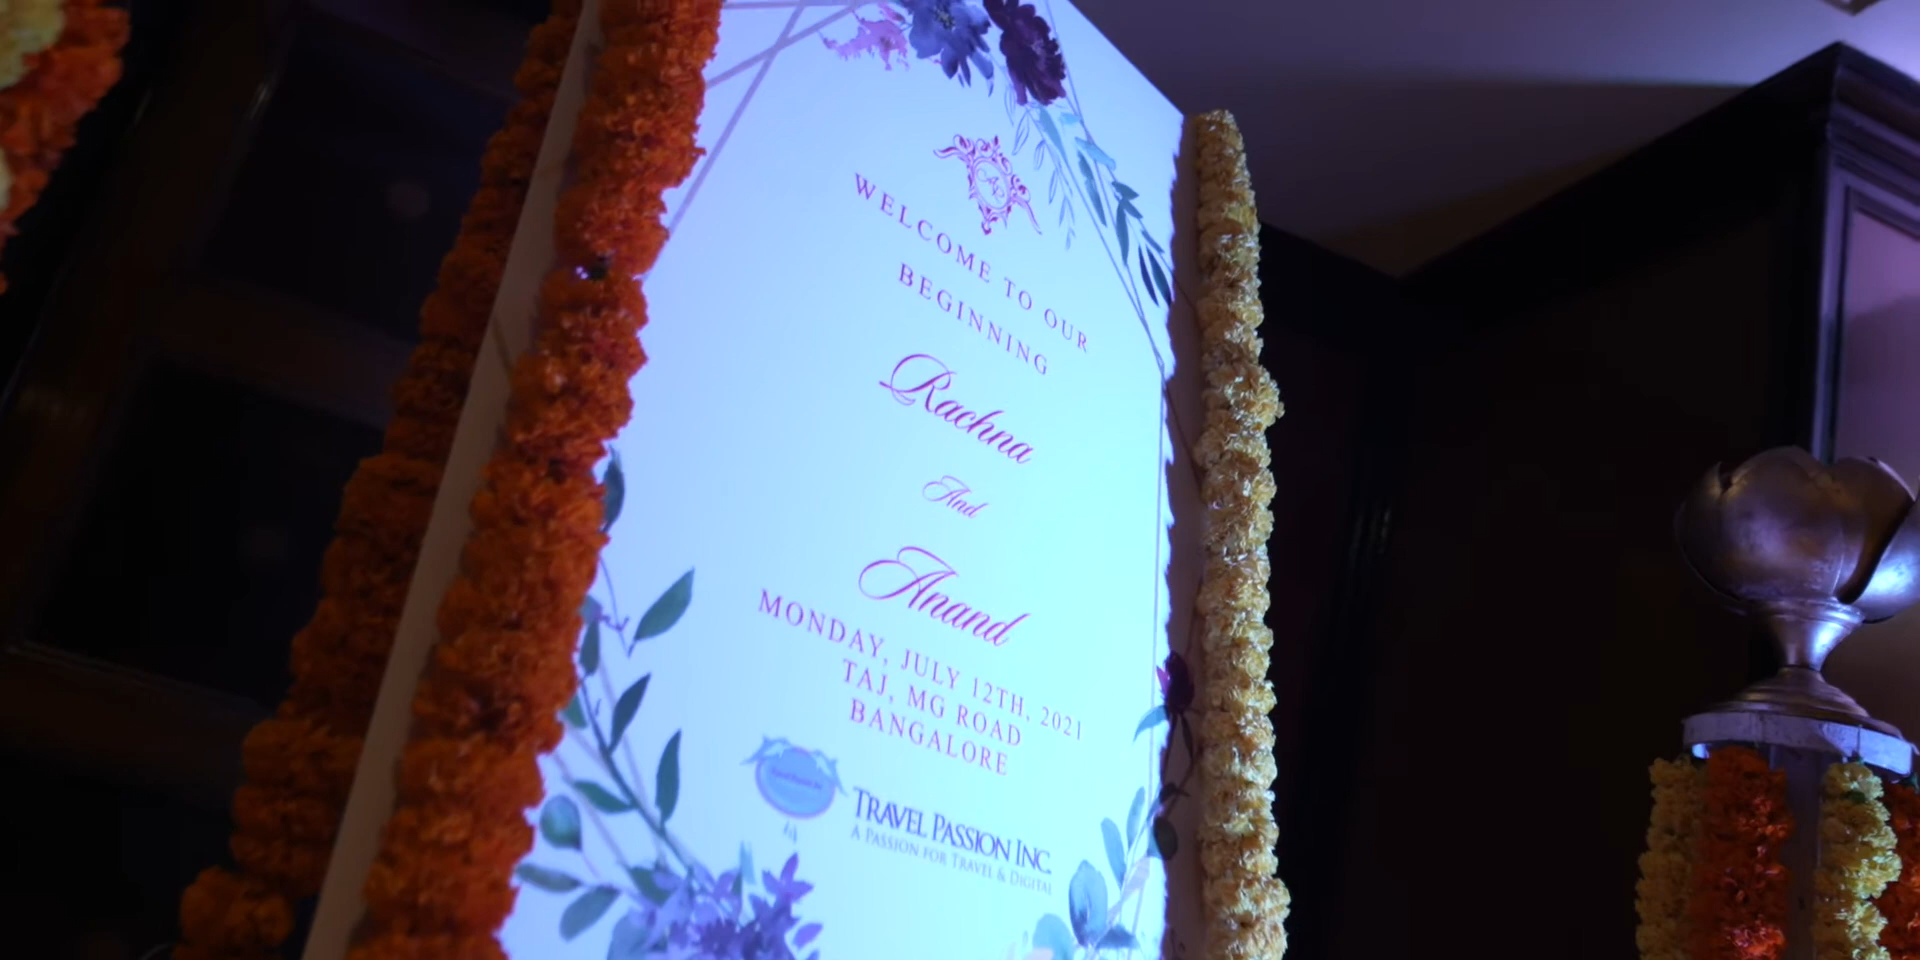 WELCOME TO OUR
BEGINNING
Rachna
And
Anand
MONDAY, JULY 12TH, 2021
TAJ, MG ROAD
BANGALORE
TRAVEL PASSION INC.
A PASSION FOR TRAVEL & DIGITAL